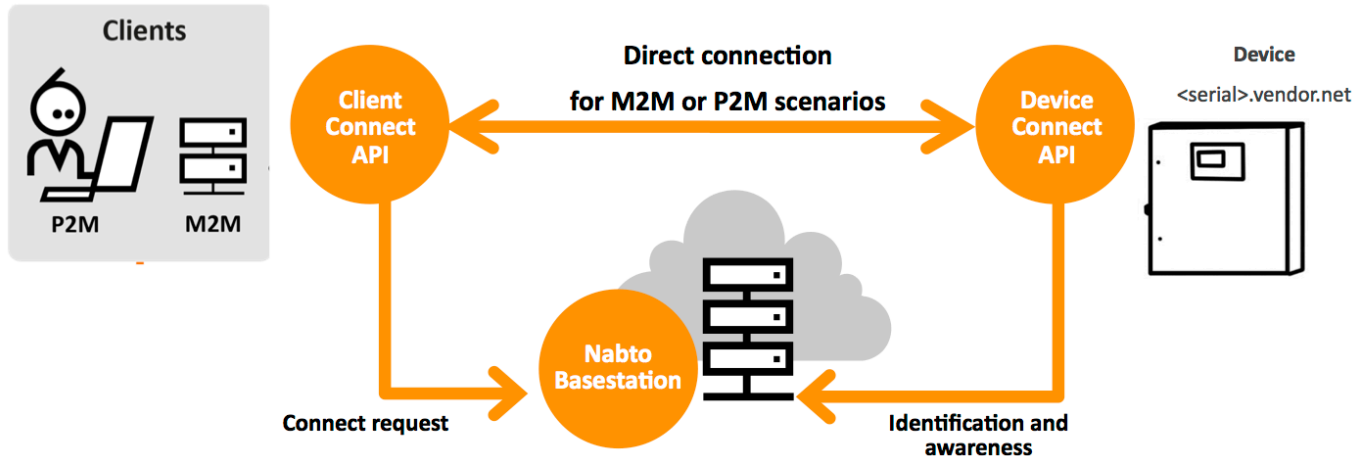 Clients
P2M
M2M
Client
Connect
API
Direct connection
for M2M or P2M scenarios
Device
Connect
API
Device
<serial>.vendor.net
Nabto
Basestation
Connect request
Identification and
awareness